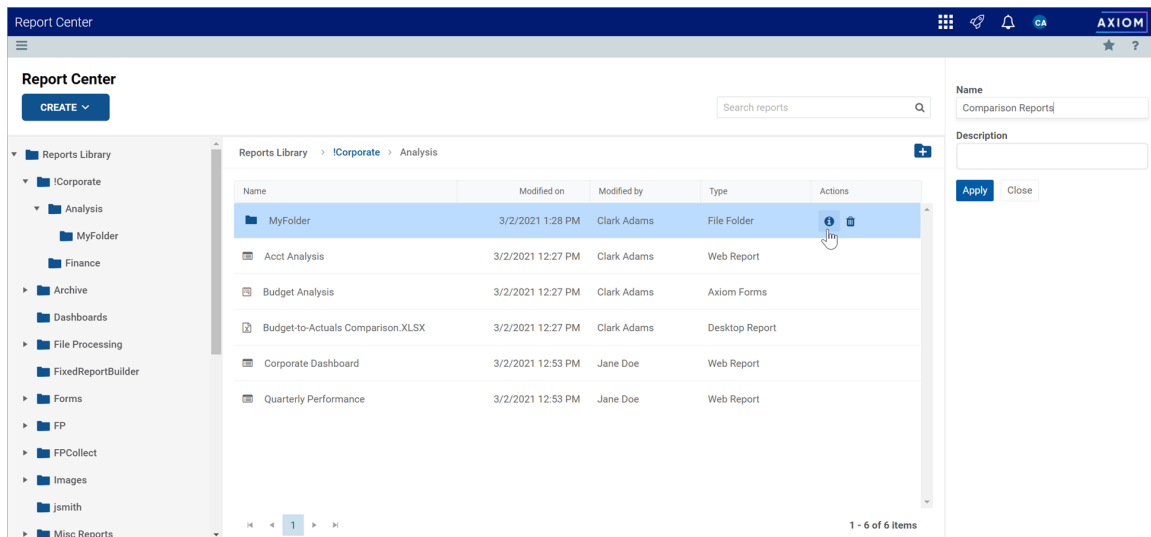 Report Center
CA
AXIOM
?
Report Center
CREATE
Search reports
Name
Comparison Reports
Description
Apply Close
Reports Library
!Corporate
Analysis
MyFolder
Finance
Archive
Dashboards
File Processing
FixedReportBuilder
Forms
FP
FPCollect
Images
jsmith
Misc Reports
Reports Library > !Corporate > Analysis
Name Modified on Modified by Type Actions
MyFolder 3/2/2021 1:28 PM Clark Adams File Folder
Acct Analysis 3/2/2021 12:27 PM Clark Adams Web Report
Budget Analysis 3/2/2021 12:27 PM Clark Adams Axiom Forms
Budget-to-Actuals Comparison.XLSX 3/2/2021 12:27 PM Clark Adams Desktop Report
Corporate Dashboard 3/2/2021 12:53 PM Jane Doe Web Report
Quarterly Performance 3/2/2021 12:53 PM Jane Doe Web Report
1
1 - 6 of 6 items